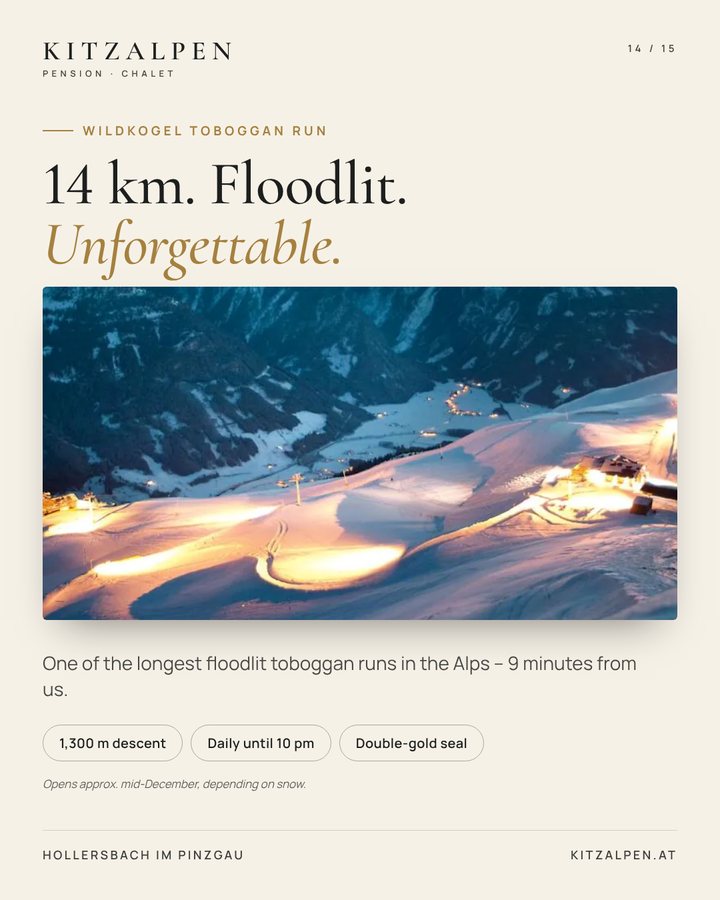 KITZALPEN
14 / 15
PENSION · CHALET
WILDKOGEL TOBOGGAN RUN
14 km. Floodlit.
Unforgettable.
One of the longest floodlit toboggan runs in the Alps – 9 minutes from
us.
1,300 m descent
Daily until 10 pm
Double-gold seal
Opens approx. mid-December, depending on snow.
HOLLERSBACH IM PINZGAU
KITZALPEN.AT